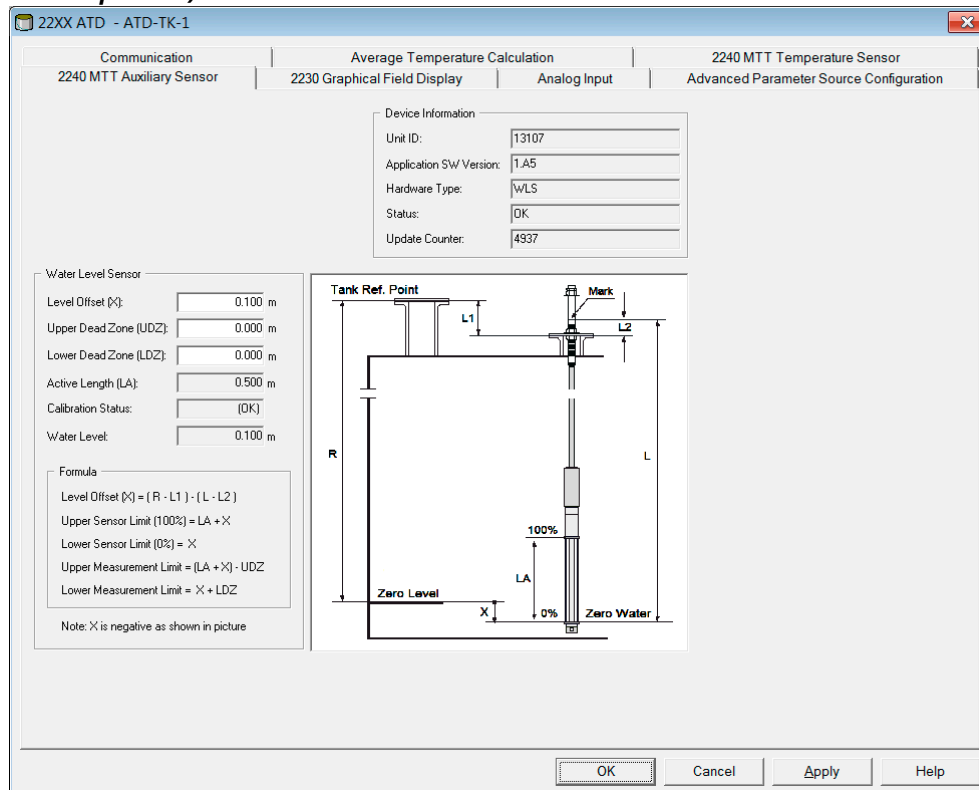 22XX ATD - ATD-TK-1
Communication
Average Temperature Calculation
2240 MTT Temperature Sensor
2240 MTT Auxiliary Sensor
2230 Graphical Field Display
Analog Input
Advanced Parameter Source Configuration
Device Information
Unit ID: 13107
Application SW Version: 1.A5
Hardware Type: WLS
Status: OK
Update Counter: 4937
Water Level Sensor
Level Offset (X): 0.100 m
Upper Dead Zone (UDZ): 0.000 m
Lower Dead Zone (LDZ): 0.000 m
Active Length (LA): 0.500 m
Calibration Status: (OK)
Water Level: 0.100 m
Formula
Level Offset (X) = ( R - L1 ) - ( L - L2 )
Upper Sensor Limit (100%) = LA + X
Lower Sensor Limit (0%) = X
Upper Measurement Limit = (LA + X) - UDZ
Lower Measurement Limit = X + LDZ
Note: X is negative as shown in picture
Tank Ref. Point
Mark
L1
L2
R
L
100%
LA
Zero Level
X
0%
Zero Water
OK
Cancel
Apply
Help